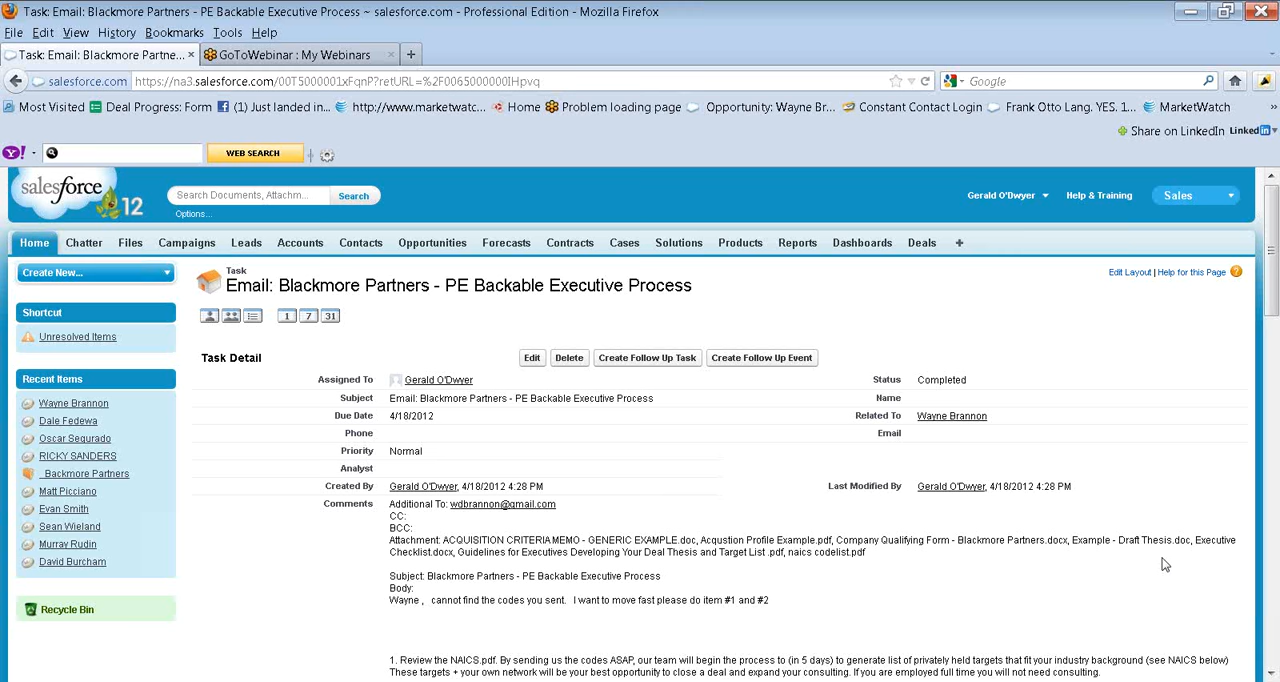 Task: Email: Blackmore Partners - PE Backable Executive Process ~ salesforce.com - Professional Edition - Mozilla Firefox
File Edit View History Bookmarks Tools Help
Task: Email: Blackmore Partne... × GoToWebinar : My Webinars × +
salesforce.com https://na3.salesforce.com/00T5000001xFqnP?retURL=%2F0065000000IHpvq Google
Most Visited Deal Progress: Form (1) Just landed in... http://www.marketwatc... Home Problem loading page Opportunity: Wayne Br... Constant Contact Login Frank Otto Lang. YES. 1... MarketWatch »
Share on LinkedIn Linked in
Y! WEB SEARCH
salesforce 12 Search Documents, Attachm... Search Gerald O'Dwyer Help & Training Sales
Options...
Home Chatter Files Campaigns Leads Accounts Contacts Opportunities Forecasts Contracts Cases Solutions Products Reports Dashboards Deals +
Create New...
Shortcut
Unresolved Items
Recent Items
Wayne Brannon
Dale Fedewa
Oscar Segurado
RICKY SANDERS
_Backmore Partners
Matt Picciano
Evan Smith
Sean Wieland
Murray Rudin
David Burcham
Recycle Bin
Task
Email: Blackmore Partners - PE Backable Executive Process
Edit Layout | Help for this Page ?
1 7 31
Task Detail Edit Delete Create Follow Up Task Create Follow Up Event
Assigned To Gerald O'Dwyer Status Completed
Subject Email: Blackmore Partners - PE Backable Executive Process Name
Due Date 4/18/2012 Related To Wayne Brannon
Phone Email
Priority Normal
Analyst
Created By Gerald O'Dwyer, 4/18/2012 4:28 PM Last Modified By Gerald O'Dwyer, 4/18/2012 4:28 PM
Comments Additional To: wdbrannon@gmail.com
CC:
BCC:
Attachment: ACQUISITION CRITERIA MEMO - GENERIC EXAMPLE.doc, Acqustion Profile Example.pdf, Company Qualifying Form - Blackmore Partners.docx, Example - Draft Thesis.doc, Executive
Checklist.docx, Guidelines for Executives Developing Your Deal Thesis and Target List .pdf, naics codelist.pdf
Subject: Blackmore Partners - PE Backable Executive Process
Body:
Wayne , cannot find the codes you sent. I want to move fast please do item #1 and #2
1. Review the NAICS.pdf. By sending us the codes ASAP, our team will begin the process to (in 5 days) to generate list of privately held targets that fit your industry background (see NAICS below)
These targets + your own network will be your best opportunity to close a deal and expand your consulting. If you are employed full time you will not need consulting.